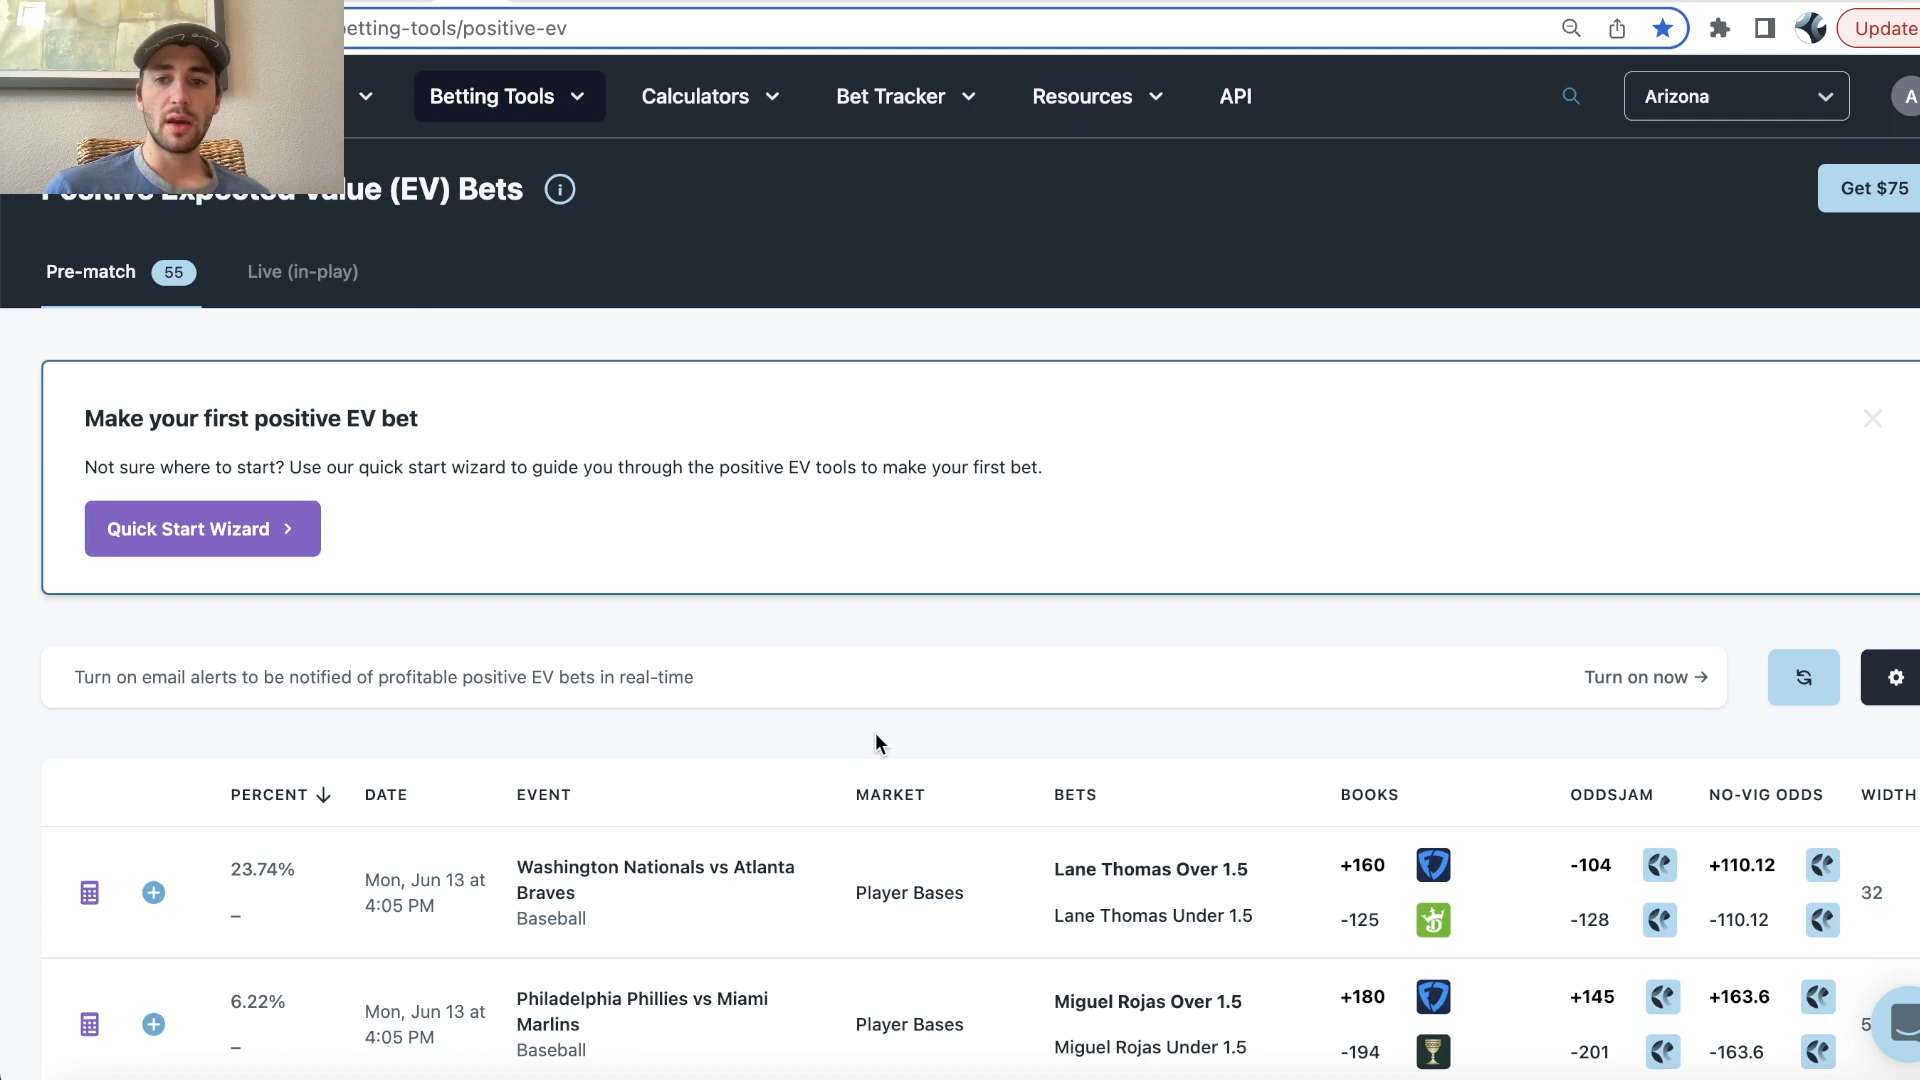 etting-tools/positive-ev
Update
Betting Tools
Calculators
Bet Tracker
Resources
API
Arizona
A
Value (EV) Bets
i
Get $75
Pre-match 55
Live (in-play)
Make your first positive EV bet
Not sure where to start? Use our quick start wizard to guide you through the positive EV tools to make your first bet.
Quick Start Wizard >
Turn on email alerts to be notified of profitable positive EV bets in real-time
Turn on now →
PERCENT ↓ DATE EVENT MARKET BETS BOOKS ODDSJAM NO-VIG ODDS WIDTH
23.74%
–
Mon, Jun 13 at
4:05 PM
Washington Nationals vs Atlanta
Braves
Baseball
Player Bases
Lane Thomas Over 1.5
Lane Thomas Under 1.5
+160
-125
-104
-128
+110.12
-110.12
32
6.22%
–
Mon, Jun 13 at
4:05 PM
Philadelphia Phillies vs Miami
Marlins
Baseball
Player Bases
Miguel Rojas Over 1.5
Miguel Rojas Under 1.5
+180
-194
+145
-201
+163.6
-163.6
5